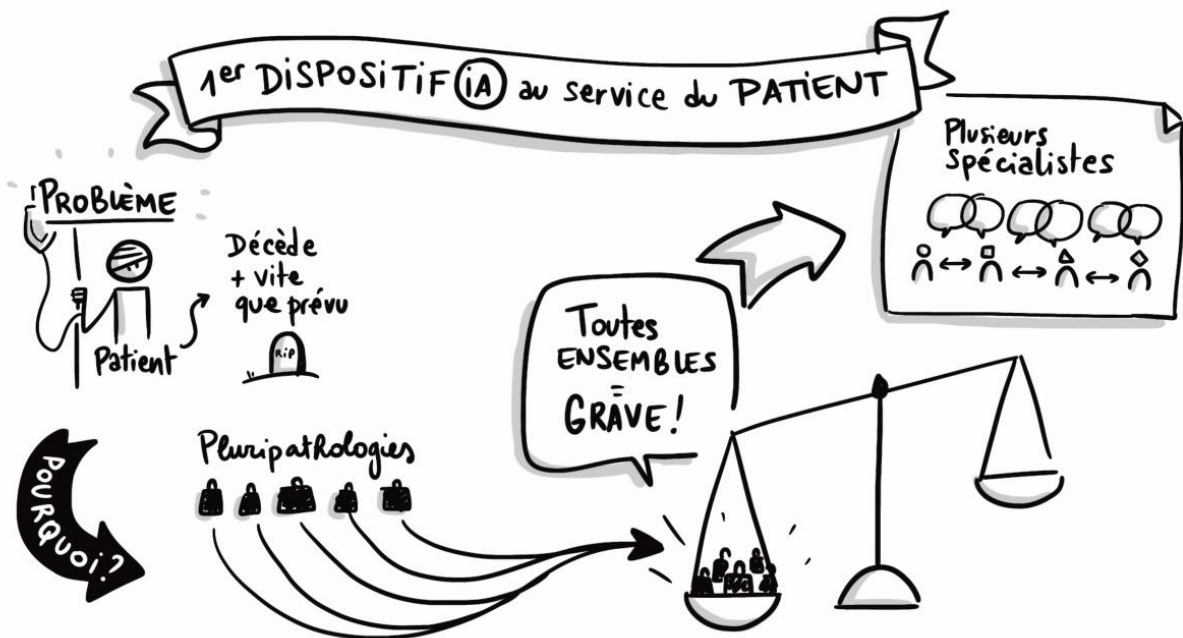 1er DISPOSITIF IA au service du PATIENT
PROBLÈME
Patient
Décède
+ vite
que prévu
RIP
POURQUOI?
Pluripathologies
Toutes
ENSEMBLES
=
GRÂVE!
Plusieurs
spécialistes